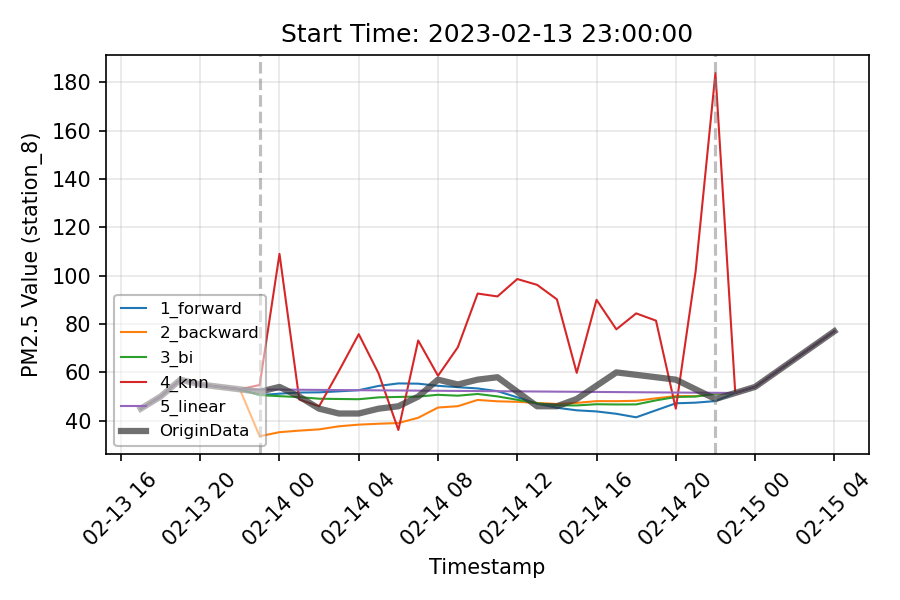 Start Time: 2023-02-13 23:00:00
PM2.5 Value (station_8)
180
160
140
120
100
80
60
40
1_forward
2_backward
3_bi
4_knn
5_linear
OriginData
02-13 16
02-13 20
02-14 00
02-14 04
02-14 08
02-14 12
02-14 16
02-14 20
02-15 00
02-15 04
Timestamp